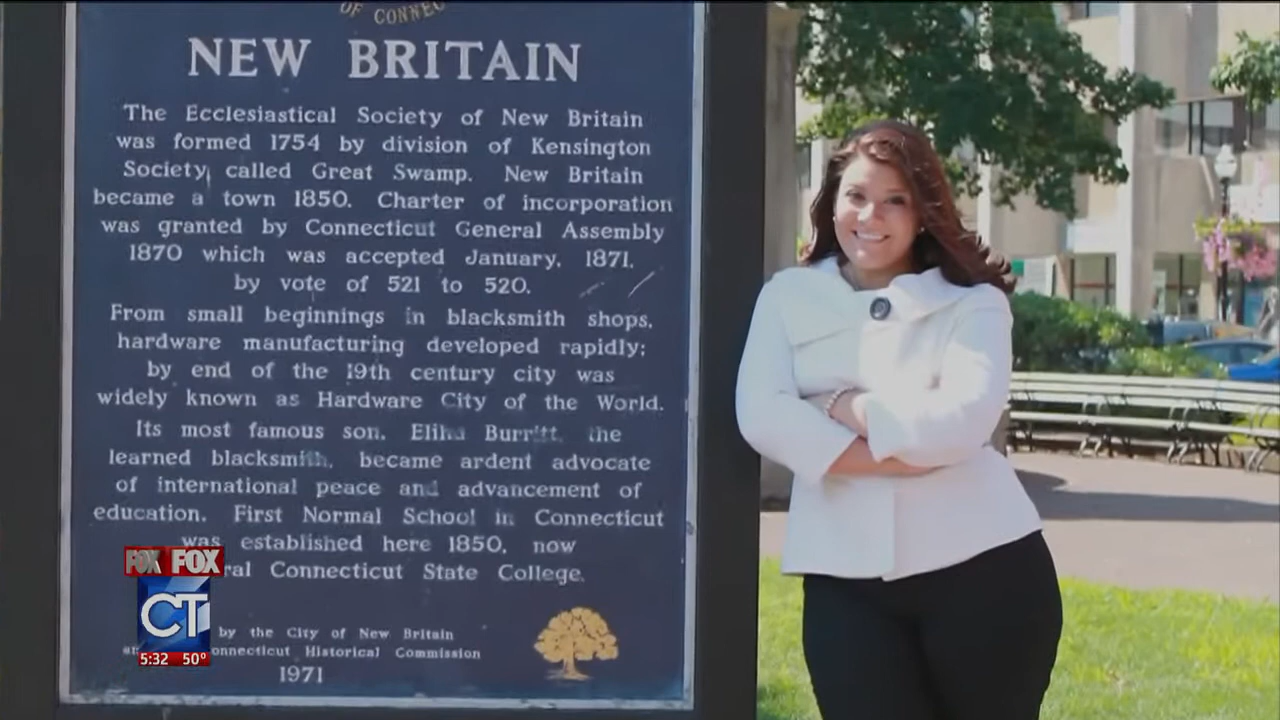 OF CONNEC
NEW BRITAIN
The Ecclesiastical Society of New Britain
was formed 1754 by division of Kensington
Society, called Great Swamp. New Britain
became a town 1850. Charter of incorporation
was granted by Connecticut General Assembly
1870 which was accepted January, 1871,
by vote of 521 to 520.
From small beginnings in blacksmith shops,
hardware manufacturing developed rapidly;
by end of the 19th century city was
widely known as Hardware City of the World.
Its most famous son, Elihu Burritt, the
learned blacksmith, became ardent advocate
of international peace and advancement of
education. First Normal School in Connecticut
was established here 1850, now
ral Connecticut State College.
by the City of New Britain
onnecticut Historical Commission
1971
FOX FOX
CT
5:32 50°